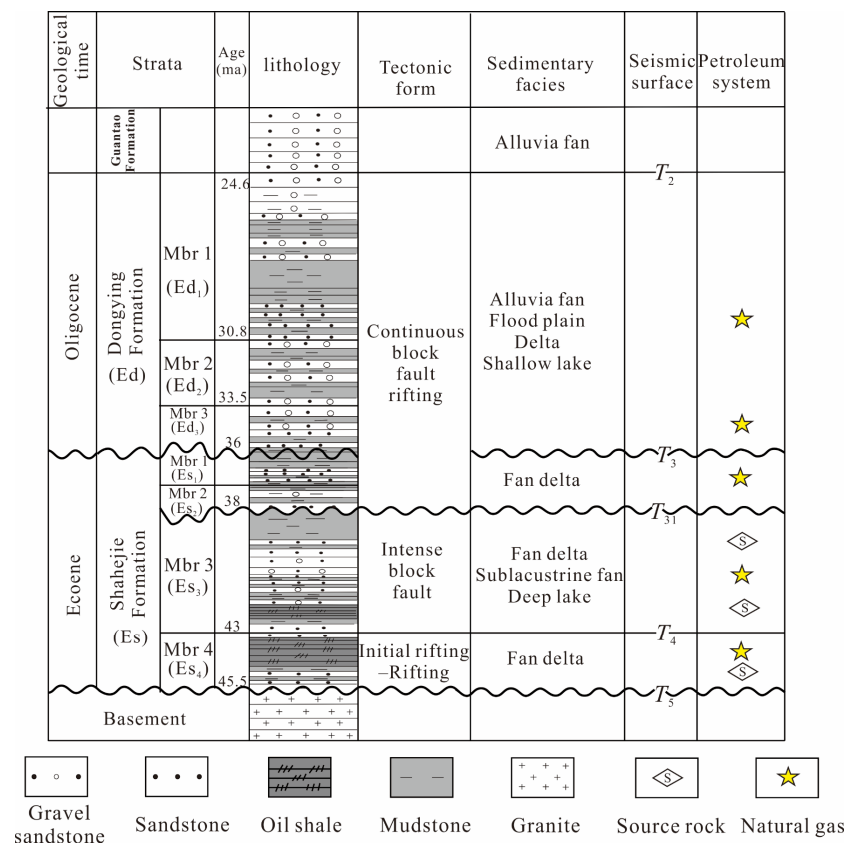 Geological time
Strata
Age (ma)
lithology
Tectonic form
Sedimentary facies
Seismic surface
Petroleum system
Guantao Formation
Alluvia fan
T2
24.6
Oligocene
Dongying Formation (Ed)
Mbr 1
(Ed1)
30.8
Mbr 2
(Ed2)
33.5
Mbr 3
(Ed3)
36
Continuous
block
fault
rifting
Alluvia fan
Flood plain
Delta
Shallow lake
T3
Ecoene
Shahejie Formation (Es)
Mbr 1
(Es1)
Mbr 2
(Es2)
38
Fan delta
T31
Mbr 3
(Es3)
43
Intense
block
fault
Fan delta
Sublacustrine fan
Deep lake
S
S
T4
Mbr 4
(Es4)
45.5
Initial rifting
–Rifting
Fan delta
S
T5
Basement
S
Gravel sandstone
Sandstone
Oil shale
Mudstone
Granite
Source rock
Natural gas